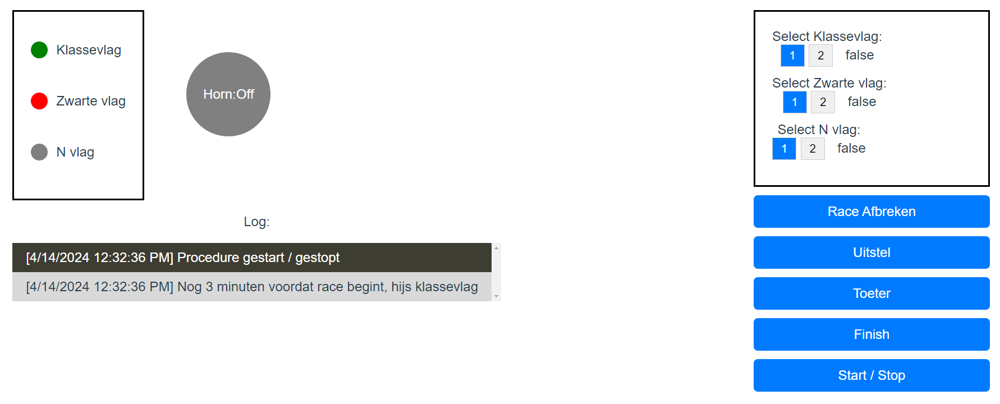 Klassevlag
Zwarte vlag
N vlag
Horn:Off
Log:
[4/14/2024 12:32:36 PM] Procedure gestart / gestopt
[4/14/2024 12:32:36 PM] Nog 3 minuten voordat race begint, hijs klassevlag
Select Klassevlag:
1 2 false
Select Zwarte vlag:
1 2 false
Select N vlag:
1 2 false
Race Afbreken
Uitstel
Toeter
Finish
Start / Stop